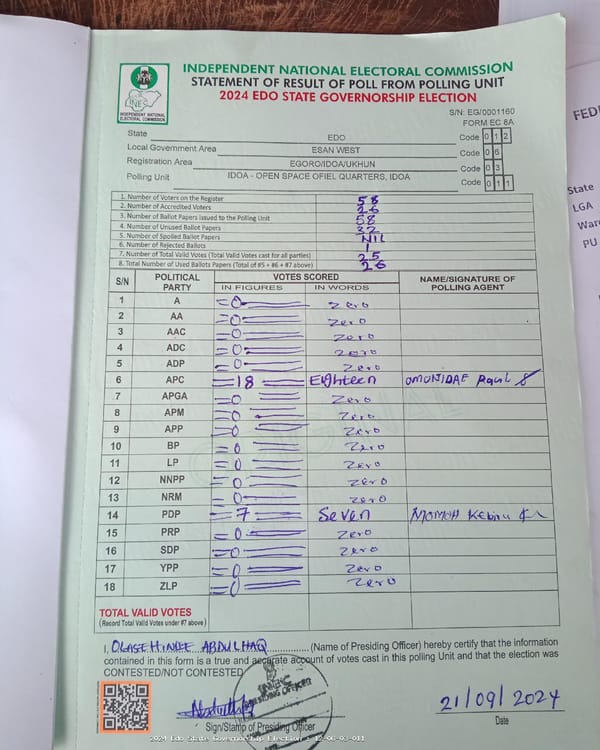 INDEPENDENT NATIONAL ELECTORAL COMMISSION
STATEMENT OF RESULT OF POLL FROM POLLING UNIT
2024 EDO STATE GOVERNORSHIP ELECTION
INEC
INDEPENDENT NATIONAL
ELECTORAL COMMISSION
S/N: EG/0001160
FORM EC 8A
State EDO Code 0 1 2
Local Government Area ESAN WEST Code 0 6
Registration Area EGORO/IDOA/UKHUN Code 0 3
Polling Unit IDOA - OPEN SPACE OFIEL QUARTERS, IDOA Code 0 1 1
1. Number of Voters on the Register 58
2. Number of Accredited Voters 26
3. Number of Ballot Papers Issued to the Polling Unit 58
4. Number of Unused Ballot Papers 32
5. Number of Spoiled Ballot Papers NIL
6. Number of Rejected Ballots 1
7. Number of Total Valid Votes (Total Valid Votes cast for all parties) 25
8. Total Number of Used Ballots Papers (Total of #5 + #6 + #7 above) 26
S/N POLITICAL PARTY VOTES SCORED NAME/SIGNATURE OF POLLING AGENT
IN FIGURES IN WORDS
1 A =0= Zero
2 AA =0= Zero
3 AAC =0= Zero
4 ADC =0= Zero
5 ADP =0= Zero
6 APC =18= Eighteen OMONIDAE Paul
7 APGA =0= Zero
8 APM =0= Zero
9 APP =0= Zero
10 BP =0= Zero
11 LP =0= Zero
12 NNPP =0= Zero
13 NRM =0= Zero
14 PDP =7= Seven MOMOH Kebiru
15 PRP =0= Zero
16 SDP =0= Zero
17 YPP =0= Zero
18 ZLP =0= Zero
TOTAL VALID VOTES
(Record Total Valid Votes under #7 above)
I, OLASEHINDE ABDULHAQ (Name of Presiding Officer) hereby certify that the information
contained in this form is a true and accurate account of votes cast in this polling Unit and that the election was
CONTESTED/NOT CONTESTED
INEC
PRESIDING OFFICER
21/09/2024
Sign/Stamp of Presiding Officer Date
2024 Edo State Governorship Election - 12-06-03-011
State
LGA
PU